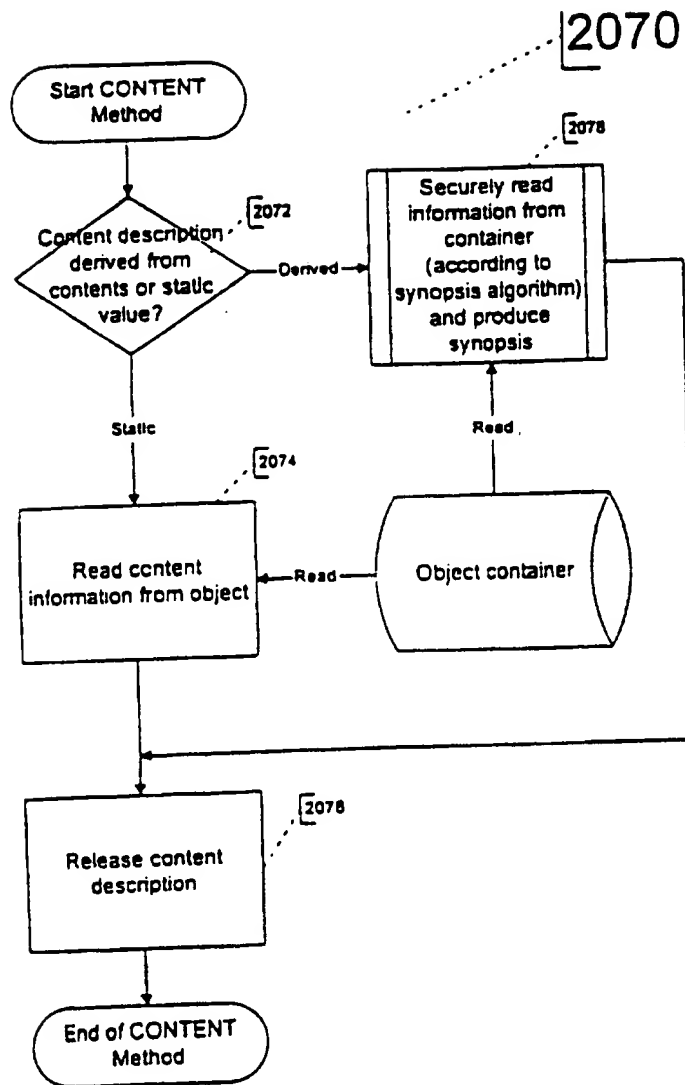 2070
Start CONTENT
Method
2078
Securely read
information from
container
(according to
synopsis algorithm)
and produce
synopsis
2072
Content description
derived from
contents or static
value?
Derived
Static
Read
2074
Read content
information from object
Read
Object container
2076
Release content
description
End of CONTENT
Method